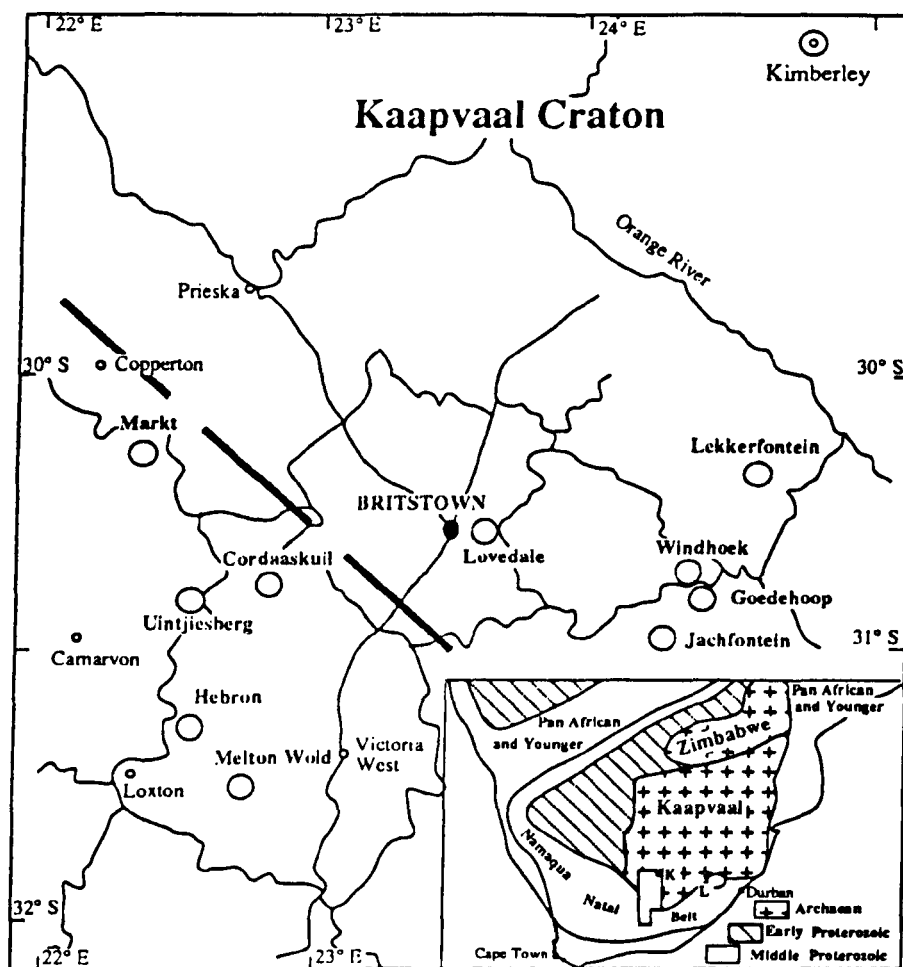 22° E
23° E
24° E
Kimberley
Kaapvaal Craton
Orange River
Prieska
30° S
30° S
Copperton
Markt
Lekkerfontein
BRITSTOWN
Lovedale
Windhoek
Cordaaskuil
Goedehoop
Uintjiesberg
Jachfontein
31° S
Carnarvon
Hebron
Melton Wold
Victoria
West
Loxton
32° S
22° E
23° E
Pan African
and Younger
Pan African
and Younger
Zimbabwe
Kaapvaal
Namaqua
Natal
Belt
K
L
Durban
Cape Town
Archaean
Early Proterozoic
Middle Proterozoic